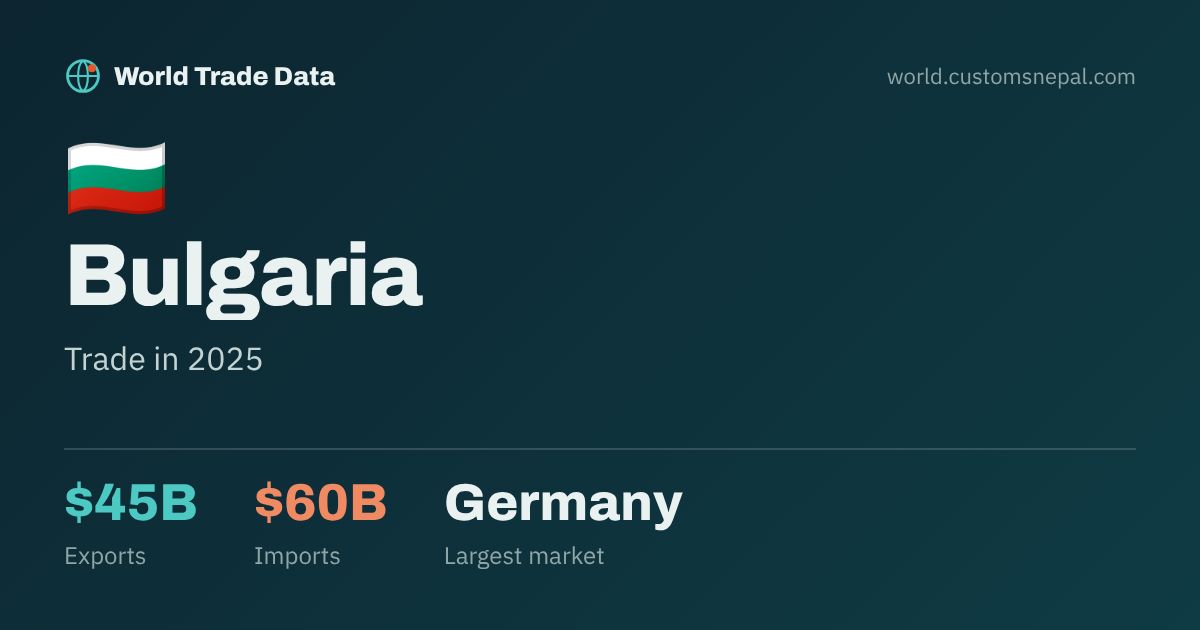 World Trade Data
world.customsnepal.com
Bulgaria
Trade in 2025
$45B
Exports
$60B
Imports
Germany
Largest market